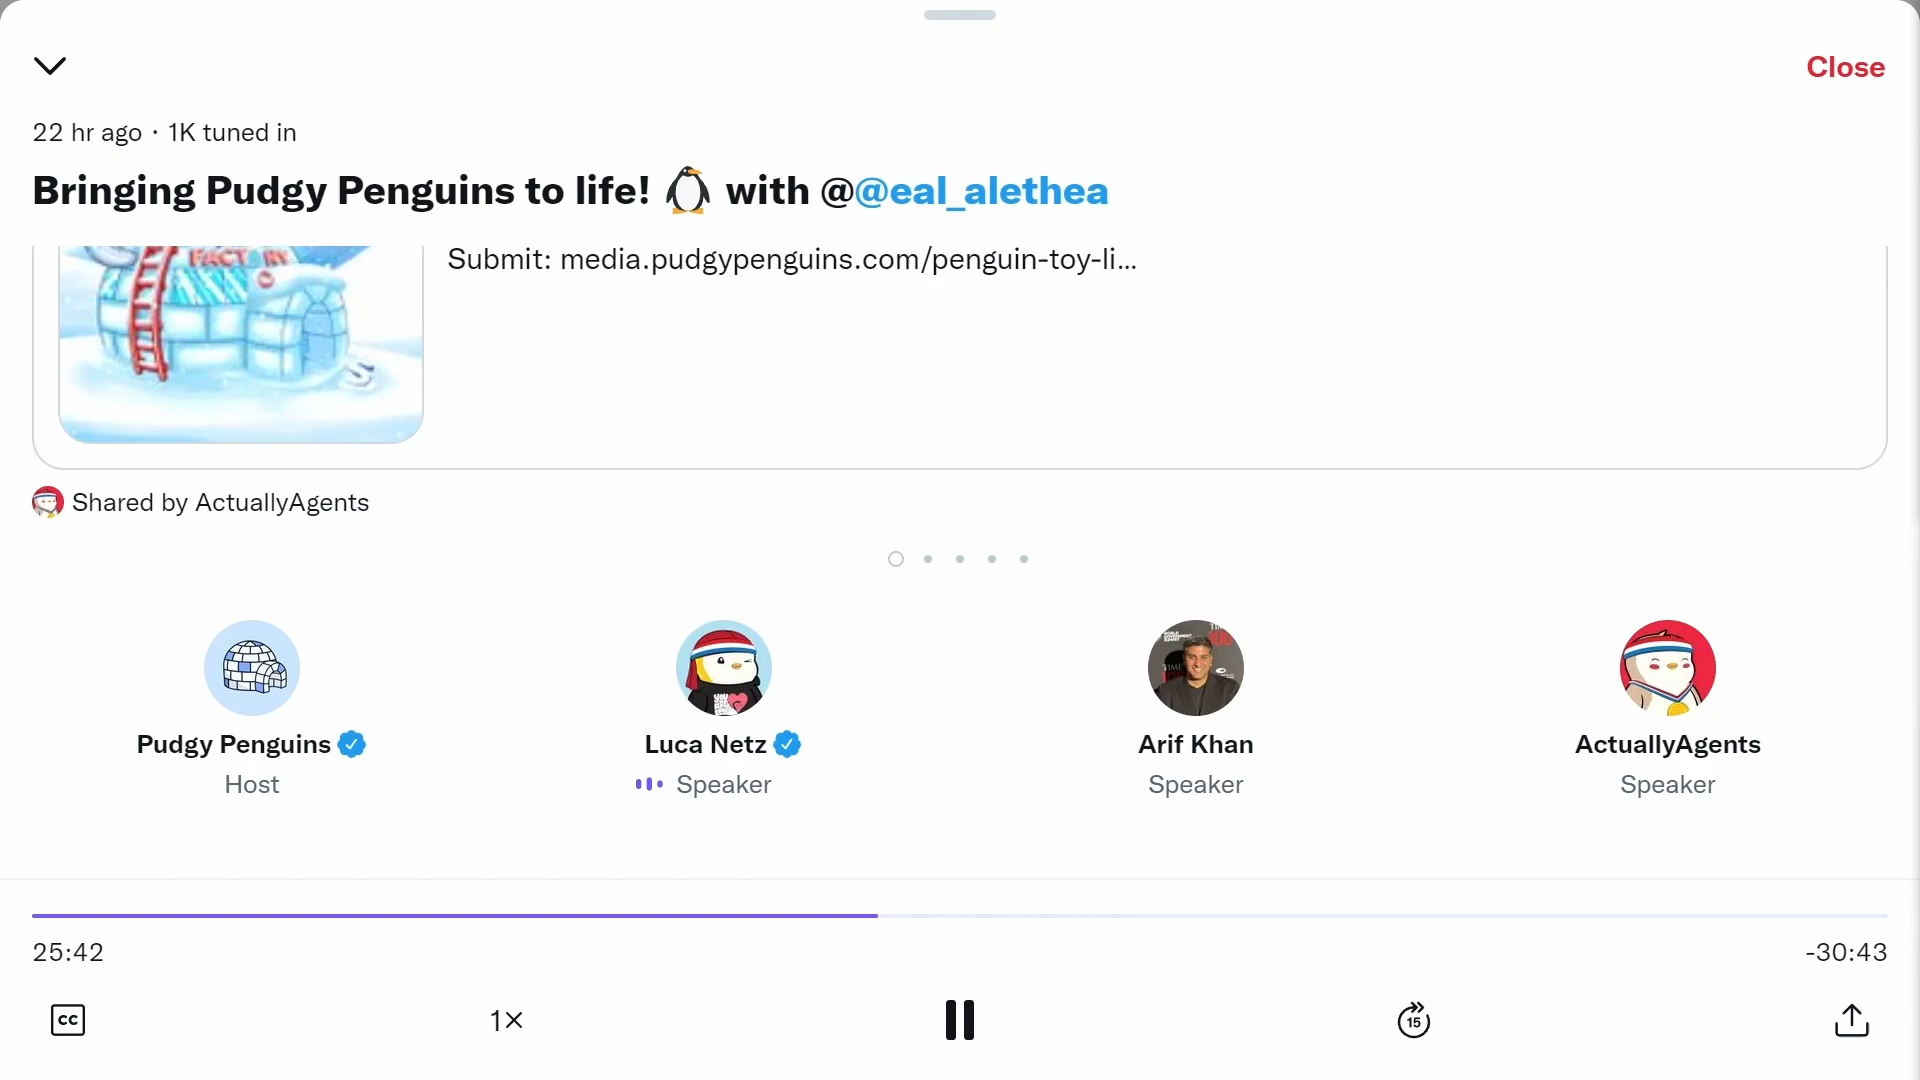 Close
22 hr ago · 1K tuned in
Bringing Pudgy Penguins to life! 🐧 with @@eal_alethea
FACTORY
Submit: media.pudgypenguins.com/penguin-toy-li...
Shared by ActuallyAgents
Pudgy Penguins
Host
Luca Netz
Speaker
Arif Khan
Speaker
ActuallyAgents
Speaker
25:42
-30:43
CC
1×
15